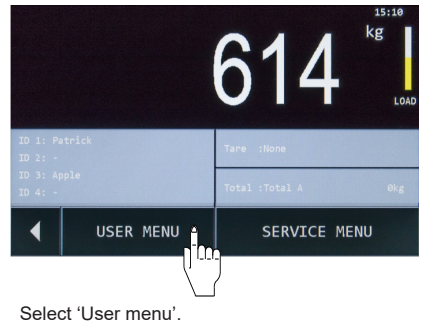 15:10
kg
614
LOAD
ID 1: Patrick
ID 2: -
ID 3: Apple
ID 4: -
Tare :None
Total :Total A 0kg
USER MENU
SERVICE MENU
Select ‘User menu’.